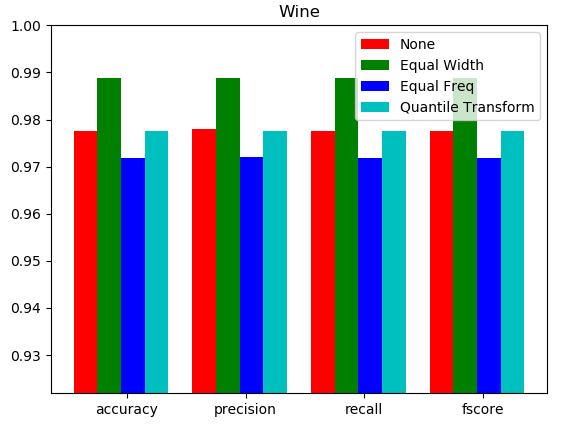 Wine
1.00
0.99
0.98
0.97
0.96
0.95
0.94
0.93
None
Equal Width
Equal Freq
Quantile Transform
accuracy precision recall fscore